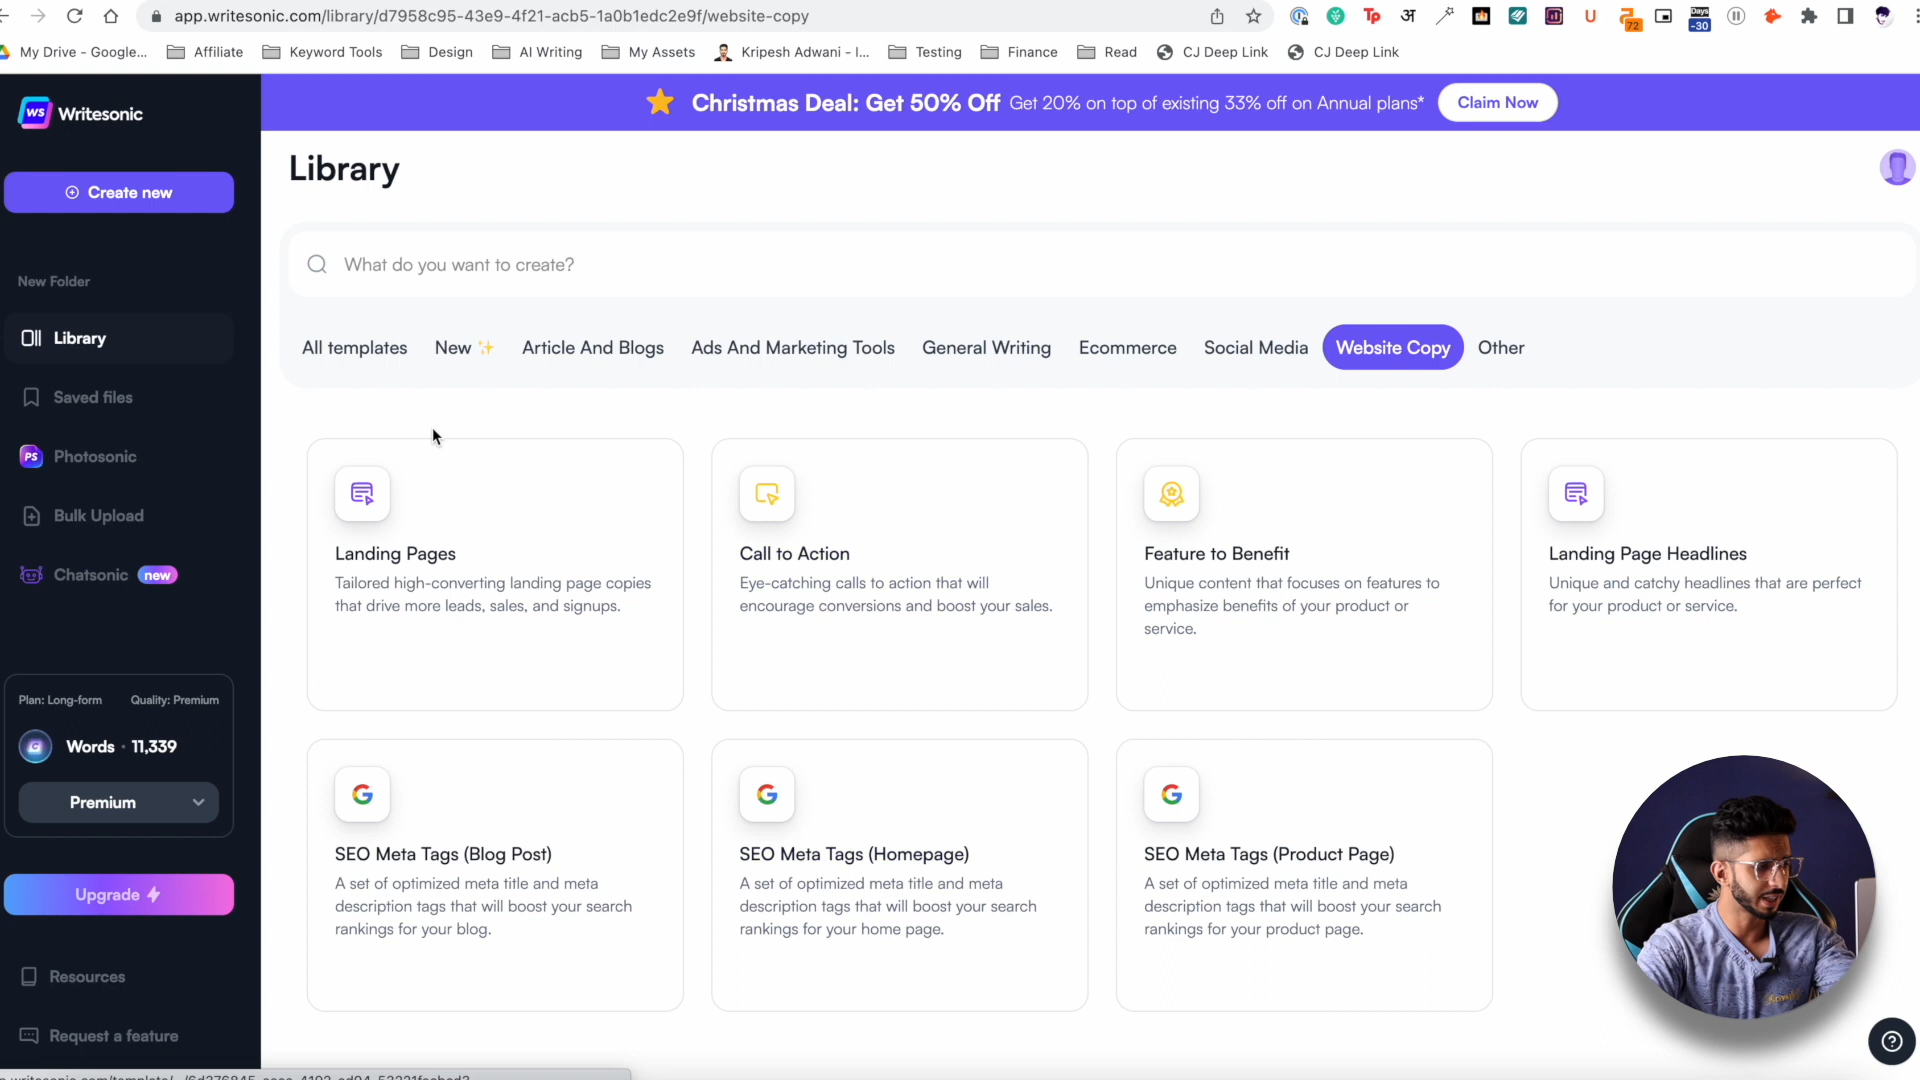 app.writesonic.com/library/d7958c95-43e9-4f21-acb5-1a0b1edc2e9f/website-copy
Tp
अ
U
72
Days
-30
My Drive - Google...
Affiliate
Keyword Tools
Design
AI Writing
My Assets
Kripesh Adwani - I...
Testing
Finance
Read
CJ Deep Link
CJ Deep Link
WS
Writesonic
Christmas Deal: Get 50% Off Get 20% on top of existing 33% off on Annual plans*
Claim Now
Create new
Library
New Folder
Library
Saved files
PS
Photosonic
Bulk Upload
Chatsonic new
What do you want to create?
All templates
New
Article And Blogs
Ads And Marketing Tools
General Writing
Ecommerce
Social Media
Website Copy
Other
Landing Pages
Tailored high-converting landing page copies
that drive more leads, sales, and signups.
Call to Action
Eye-catching calls to action that will
encourage conversions and boost your sales.
Feature to Benefit
Unique content that focuses on features to
emphasize benefits of your product or
service.
Landing Page Headlines
Unique and catchy headlines that are perfect
for your product or service.
Plan: Long-form
Quality: Premium
Words · 11,339
Premium
Upgrade
Resources
Request a feature
SEO Meta Tags (Blog Post)
A set of optimized meta title and meta
description tags that will boost your search
rankings for your blog.
SEO Meta Tags (Homepage)
A set of optimized meta title and meta
description tags that will boost your search
rankings for your home page.
SEO Meta Tags (Product Page)
A set of optimized meta title and meta
description tags that will boost your search
rankings for your product page.